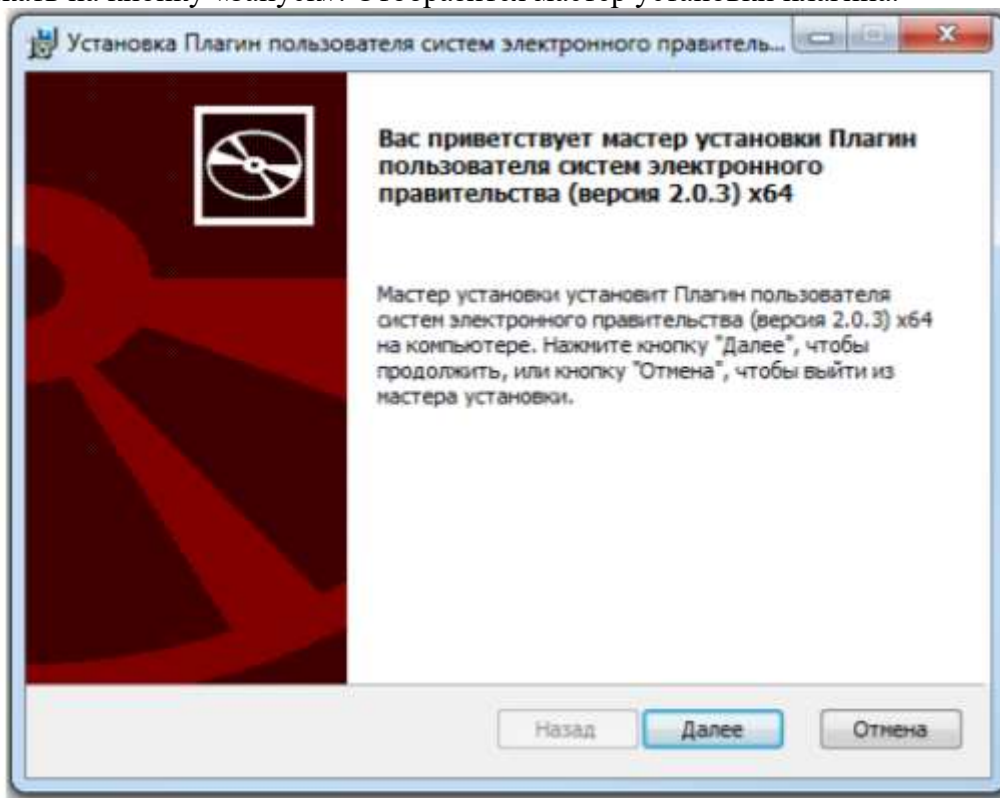 Установка Плагин пользователя систем электронного правитель...
Вас приветствует мастер установки Плагин
пользователя систем электронного
правительства (версия 2.0.3) x64
Мастер установки установит Плагин пользователя
систем электронного правительства (версия 2.0.3) x64
на компьютере. Нажмите кнопку "Далее", чтобы
продолжить, или кнопку "Отмена", чтобы выйти из
мастера установки.
Назад
Далее
Отмена